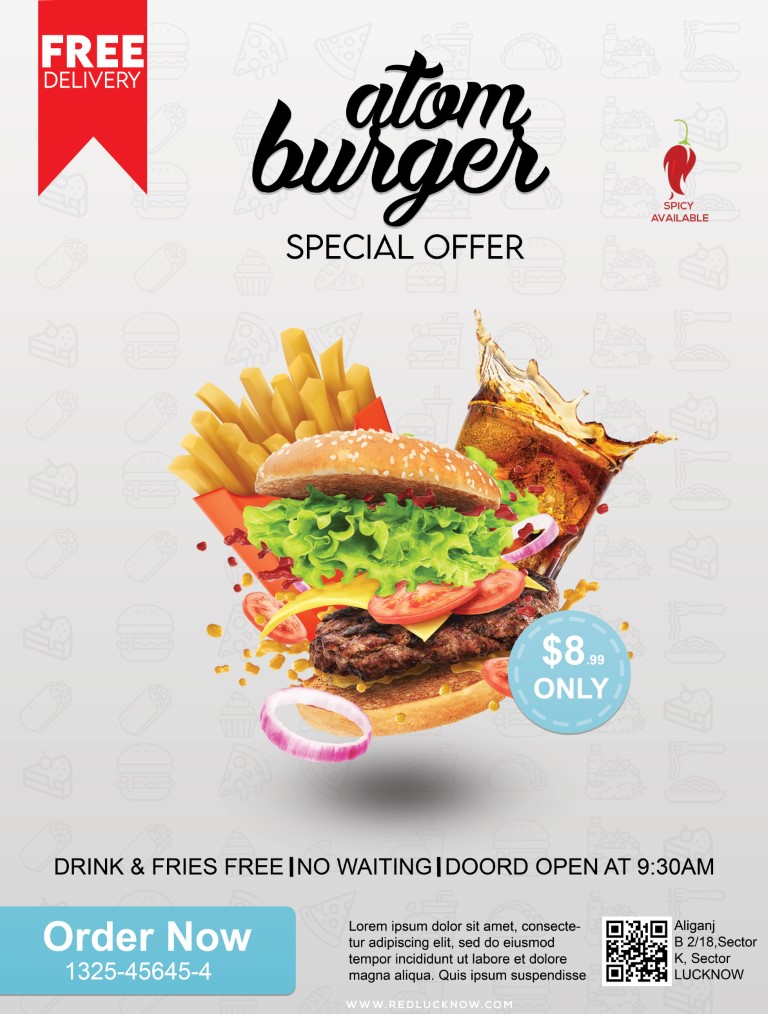 FREE
DELIVERY
atom
burger
SPECIAL OFFER
SPICY
AVAILABLE
$8.99
ONLY
DRINK & FRIES FREE|NO WAITING|DOORD OPEN AT 9:30AM
Order Now
1325-45645-4
Lorem ipsum dolor sit amet, consecte-
tur adipiscing elit, sed do eiusmod
tempor incididunt ut labore et dolore
magna aliqua. Quis ipsum suspendisse
Aliganj
B 2/18,Sector
K, Sector
LUCKNOW
WWW.REDLUCKNOW.COM